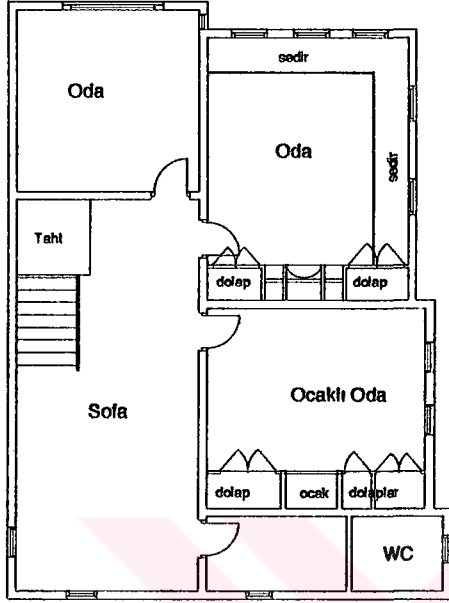 sedir
Oda
Oda
sedir
Taht
dolap
dolap
Ocaklı Oda
Sofa
dolap
ocak
dolaplar
WC